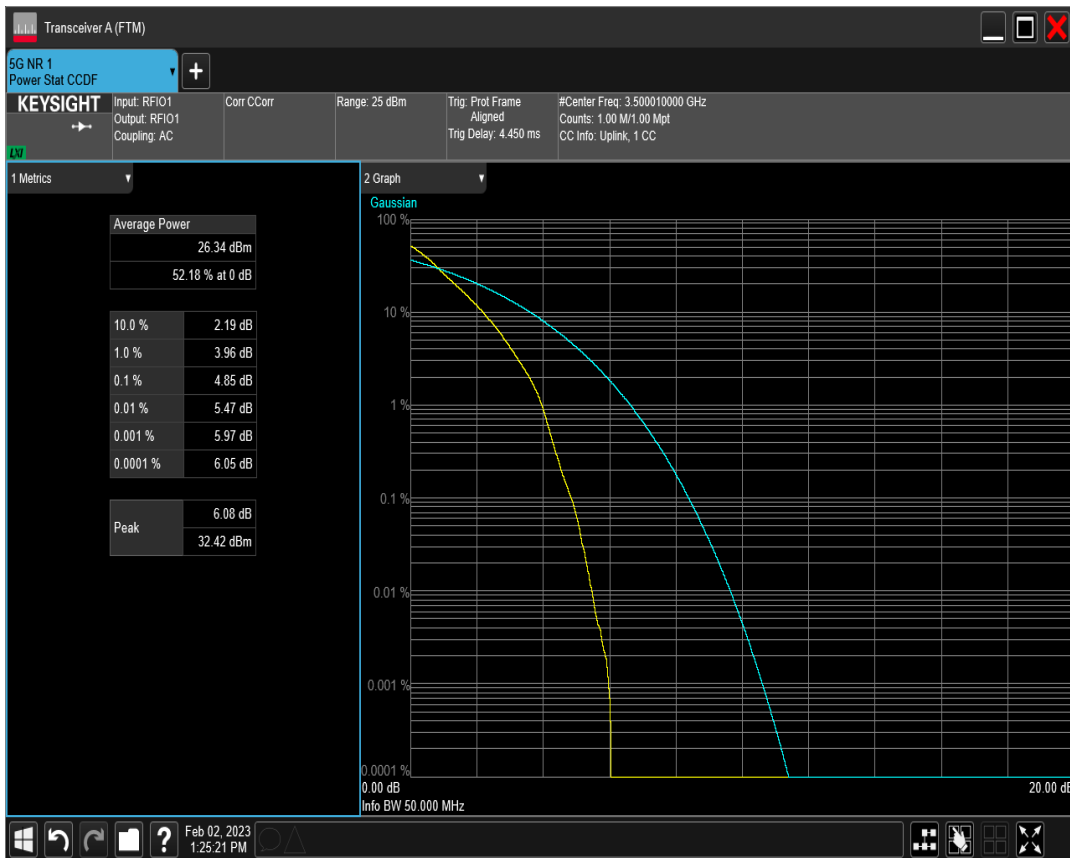 Transceiver A (FTM)
5G NR 1
Power Stat CCDF
+
KEYSIGHT
LXI
Input: RFIO1
Output: RFIO1
Coupling: AC
Corr CCorr
Range: 25 dBm
Trig: Prot Frame
Aligned
Trig Delay: 4.450 ms
#Center Freq: 3.500010000 GHz
Counts: 1.00 M/1.00 Mpt
CC Info: Uplink, 1 CC
1 Metrics
Average Power
26.34 dBm
52.18 % at 0 dB
10.0 % 2.19 dB
1.0 % 3.96 dB
0.1 % 4.85 dB
0.01 % 5.47 dB
0.001 % 5.97 dB
0.0001 % 6.05 dB
Peak
6.08 dB
32.42 dBm
2 Graph
Gaussian
100 %
10 %
1 %
0.1 %
0.01 %
0.001 %
0.0001 %
0.00 dB
20.00 dB
Info BW 50.000 MHz
?
Feb 02, 2023
1:25:21 PM